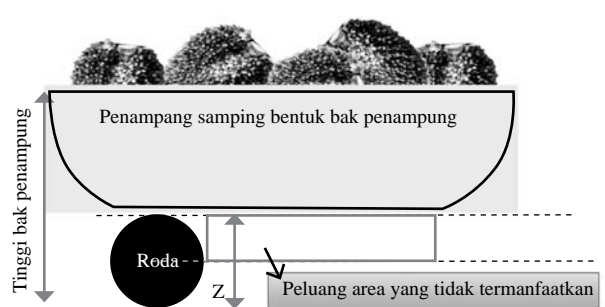 Penampang samping bentuk bak penampung
Tinggi bak penampung
Roda
Z
Peluang area yang tidak termanfaatkan